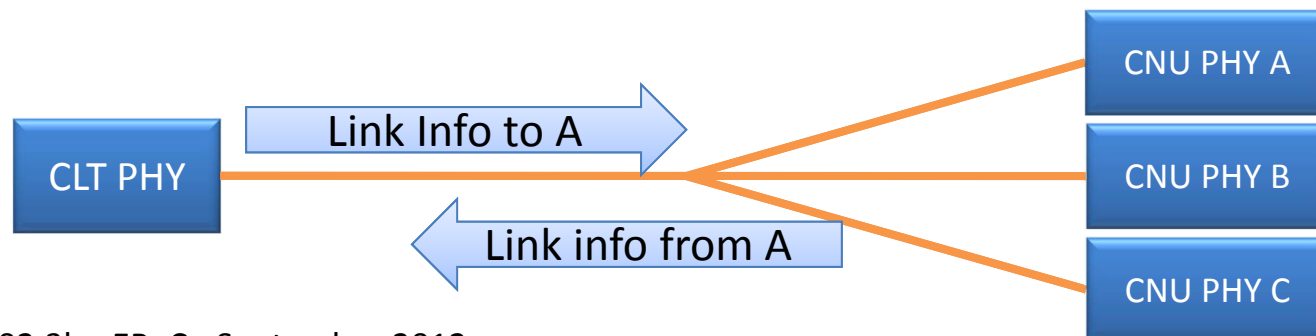 CNU PHY A
Link Info to A
CLT PHY
CNU PHY B
Link info from A
CNU PHY C